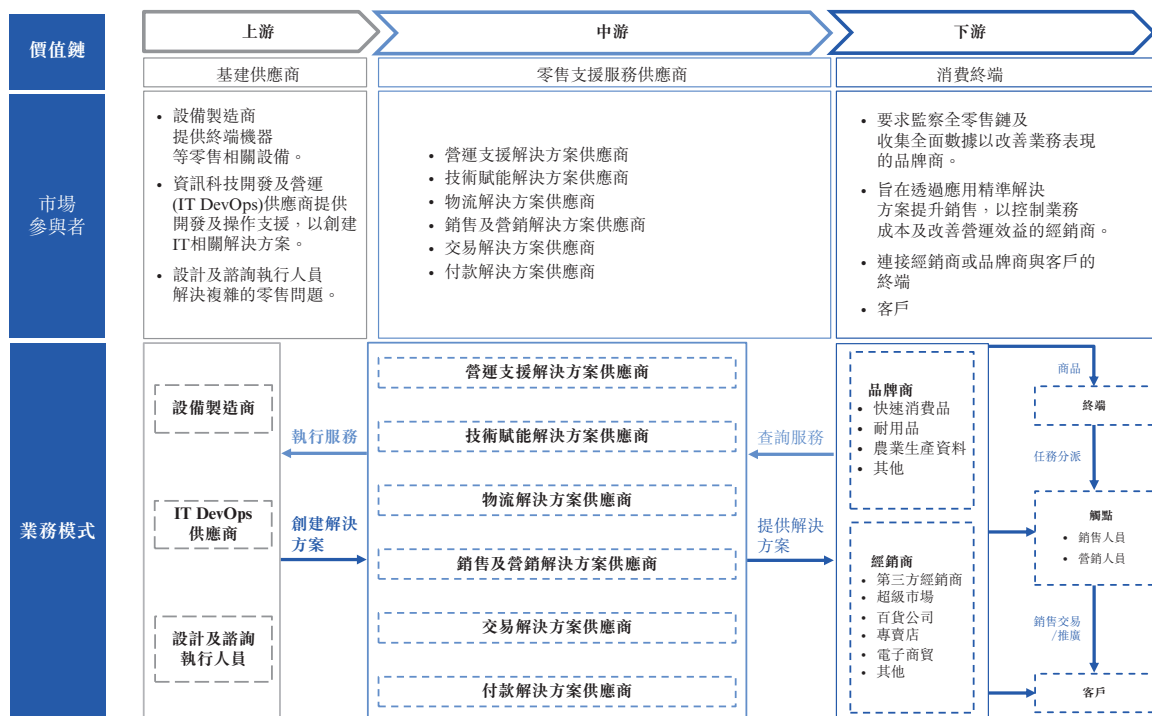 價值鏈
上游
中游
下游
基建供應商
零售支援服務供應商
消費終端
市場
參與者
• 設備製造商
提供終端機器
等零售相關設備。
• 資訊科技開發及營運
(IT DevOps)供應商提供
開發及操作支援，以創建
IT相關解決方案。
• 設計及諮詢執行人員
解決複雜的零售問題。
• 營運支援解決方案供應商
• 技術賦能解決方案供應商
• 物流解決方案供應商
• 銷售及營銷解決方案供應商
• 交易解決方案供應商
• 付款解決方案供應商
• 要求監察全零售鏈及
收集全面數據以改善業務表現
的品牌商。
• 旨在透過應用精準解決
方案提升銷售，以控制業務
成本及改善營運效益的經銷商。
• 連接經銷商或品牌商與客戶的
終端
• 客戶
業務模式
設備製造商
IT DevOps
供應商
設計及諮詢
執行人員
執行服務
創建解決
方案
營運支援解決方案供應商
技術賦能解決方案供應商
物流解決方案供應商
銷售及營銷解決方案供應商
交易解決方案供應商
付款解決方案供應商
查詢服務
提供解決
方案
品牌商
• 快速消費品
• 耐用品
• 農業生產資料
• 其他
經銷商
• 第三方經銷商
• 超級市場
• 百貨公司
• 專賣店
• 電子商貿
• 其他
商品
終端
任務分派
觸點
• 銷售人員
• 營銷人員
銷售交易
/推廣
客戶